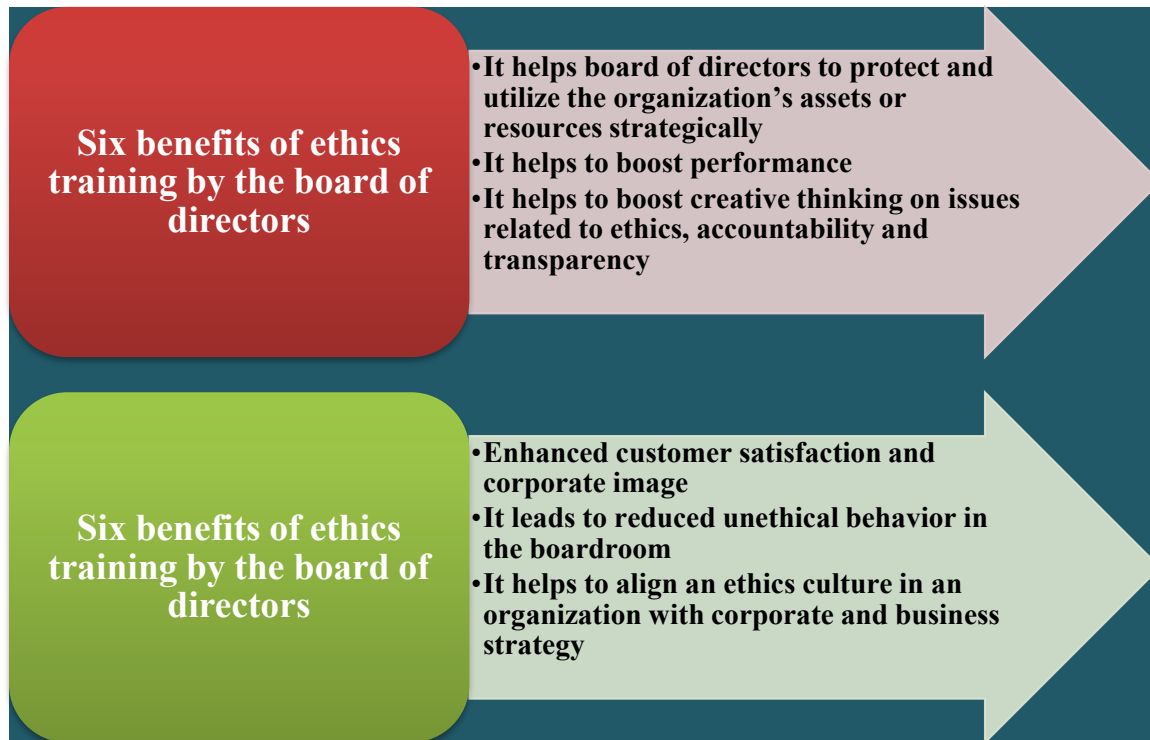 Six benefits of ethics
training by the board of
directors
•It helps board of directors to protect and
utilize the organization’s assets or
resources strategically
•It helps to boost performance
•It helps to boost creative thinking on issues
related to ethics, accountability and
transparency
Six benefits of ethics
training by the board of
directors
•Enhanced customer satisfaction and
corporate image
•It leads to reduced unethical behavior in
the boardroom
•It helps to align an ethics culture in an
organization with corporate and business
strategy